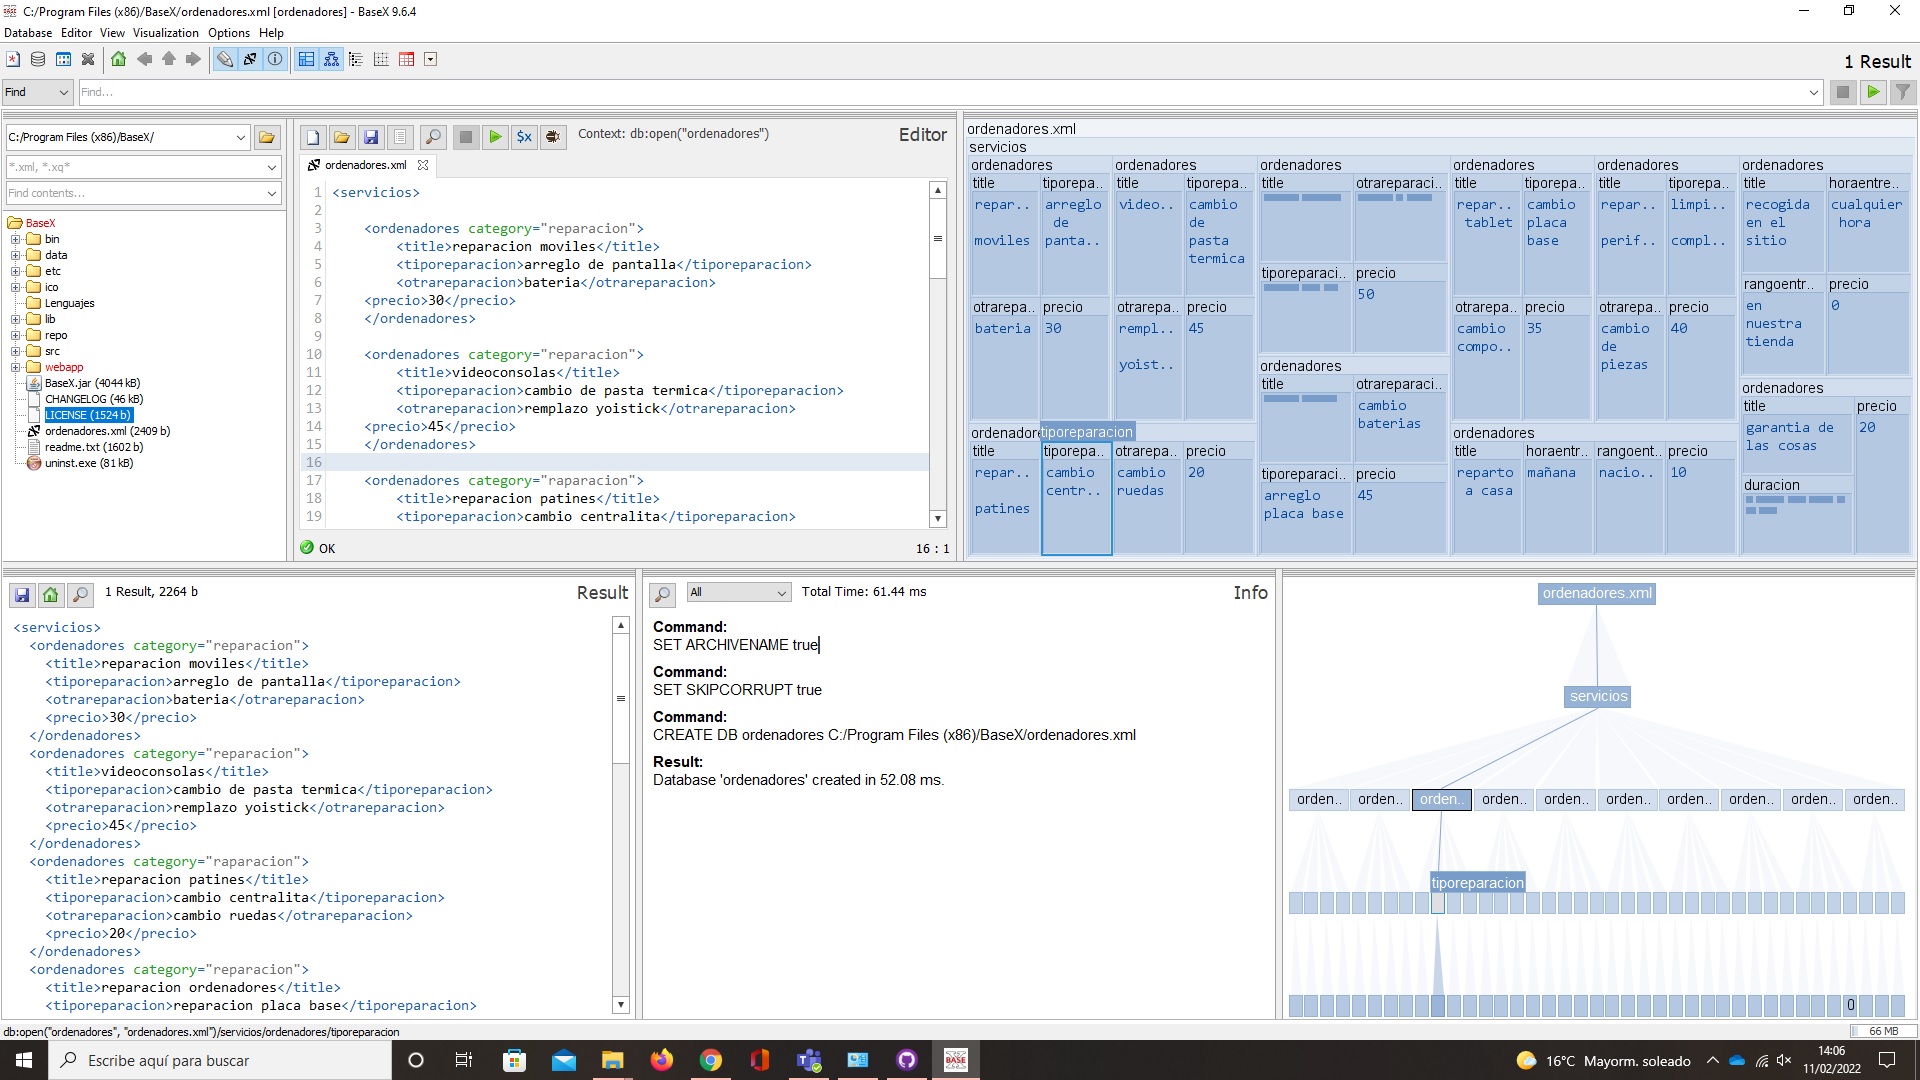 C:/Program Files (x86)/BaseX/ordenadores.xml [ordenadores] - BaseX 9.6.4
Database Editor View Visualization Options Help
1 Result
Find
Find...
C:/Program Files (x86)/BaseX/
*.xml, *.xq*
Find contents...
BaseX
bin
data
etc
ico
Lenguajes
lib
repo
src
webapp
BaseX.jar (4044 kB)
CHANGELOG (46 kB)
LICENSE (1524 b)
ordenadores.xml (2409 b)
readme.txt (1602 b)
uninst.exe (81 kB)
$x
Context: db:open("ordenadores")
Editor
ordenadores.xml
1 <servicios>
2
3 <ordenadores category="reparacion">
4 <title>reparacion moviles</title>
5 <tiporeparacion>arreglo de pantalla</tiporeparacion>
6 <otrareparacion>bateria</otrareparacion>
7 <precio>30</precio>
8 </ordenadores>
9
10 <ordenadores category="reparacion">
11 <title>videoconsolas</title>
12 <tiporeparacion>cambio de pasta termica</tiporeparacion>
13 <otrareparacion>remplazo yoistick</otrareparacion>
14 <precio>45</precio>
15 </ordenadores>
16
17 <ordenadores category="raparacion">
18 <title>reparacion patines</title>
19 <tiporeparacion>cambio centralita</tiporeparacion>
OK
16 : 1
ordenadores.xml
servicios
ordenadores
title
repar..
moviles
tiporepa..
arreglo
de
panta..
otrarepa..
bateria
precio
30
ordenadores
title
video..
tiporepa..
cambio
de
pasta
termica
otrarepa..
rempl..
yoist..
precio
45
ordenadores
title
otrareparaci..
tiporeparaci..
precio
50
ordenadores
title
repar..
tablet
tiporepa..
cambio
placa
base
otrarepa..
cambio
compo..
precio
35
ordenadores
title
repar..
perif..
tiporepa..
limpi..
compl..
otrarepa..
cambio
de
piezas
precio
40
ordenadores
title
recogida
en el
sitio
horaentre..
cualquier
hora
rangoentr..
en
nuestra
tienda
precio
0
ordenadore
tiporeparacion
title
repar..
patines
tiporepa..
cambio
centr..
otrarepa..
cambio
ruedas
precio
20
ordenadores
title
otrareparaci..
cambio
baterias
tiporeparaci..
arreglo
placa base
precio
45
ordenadores
title
reparto
a casa
horaentr..
mañana
rangoent..
nacio..
precio
10
ordenadores
title
garantia de
las cosas
precio
20
duracion
1 Result, 2264 b
Result
<servicios>
<ordenadores category="reparacion">
<title>reparacion moviles</title>
<tiporeparacion>arreglo de pantalla</tiporeparacion>
<otrareparacion>bateria</otrareparacion>
<precio>30</precio>
</ordenadores>
<ordenadores category="reparacion">
<title>videoconsolas</title>
<tiporeparacion>cambio de pasta termica</tiporeparacion>
<otrareparacion>remplazo yoistick</otrareparacion>
<precio>45</precio>
</ordenadores>
<ordenadores category="raparacion">
<title>reparacion patines</title>
<tiporeparacion>cambio centralita</tiporeparacion>
<otrareparacion>cambio ruedas</otrareparacion>
<precio>20</precio>
</ordenadores>
<ordenadores category="reparacion">
<title>reparacion ordenadores</title>
<tiporeparacion>reparacion placa base</tiporeparacion>
All
Total Time: 61.44 ms
Info
Command:
SET ARCHIVENAME true
Command:
SET SKIPCORRUPT true
Command:
CREATE DB ordenadores C:/Program Files (x86)/BaseX/ordenadores.xml
Result:
Database 'ordenadores' created in 52.08 ms.
ordenadores.xml
servicios
orden.. orden.. orden.. orden.. orden.. orden.. orden.. orden.. orden.. orden..
tiporeparacion
0
db:open("ordenadores", "ordenadores.xml")/servicios/ordenadores/tiporeparacion
66 MB
Escribe aquí para buscar
BASE
16°C Mayorm. soleado
14:06
11/02/2022